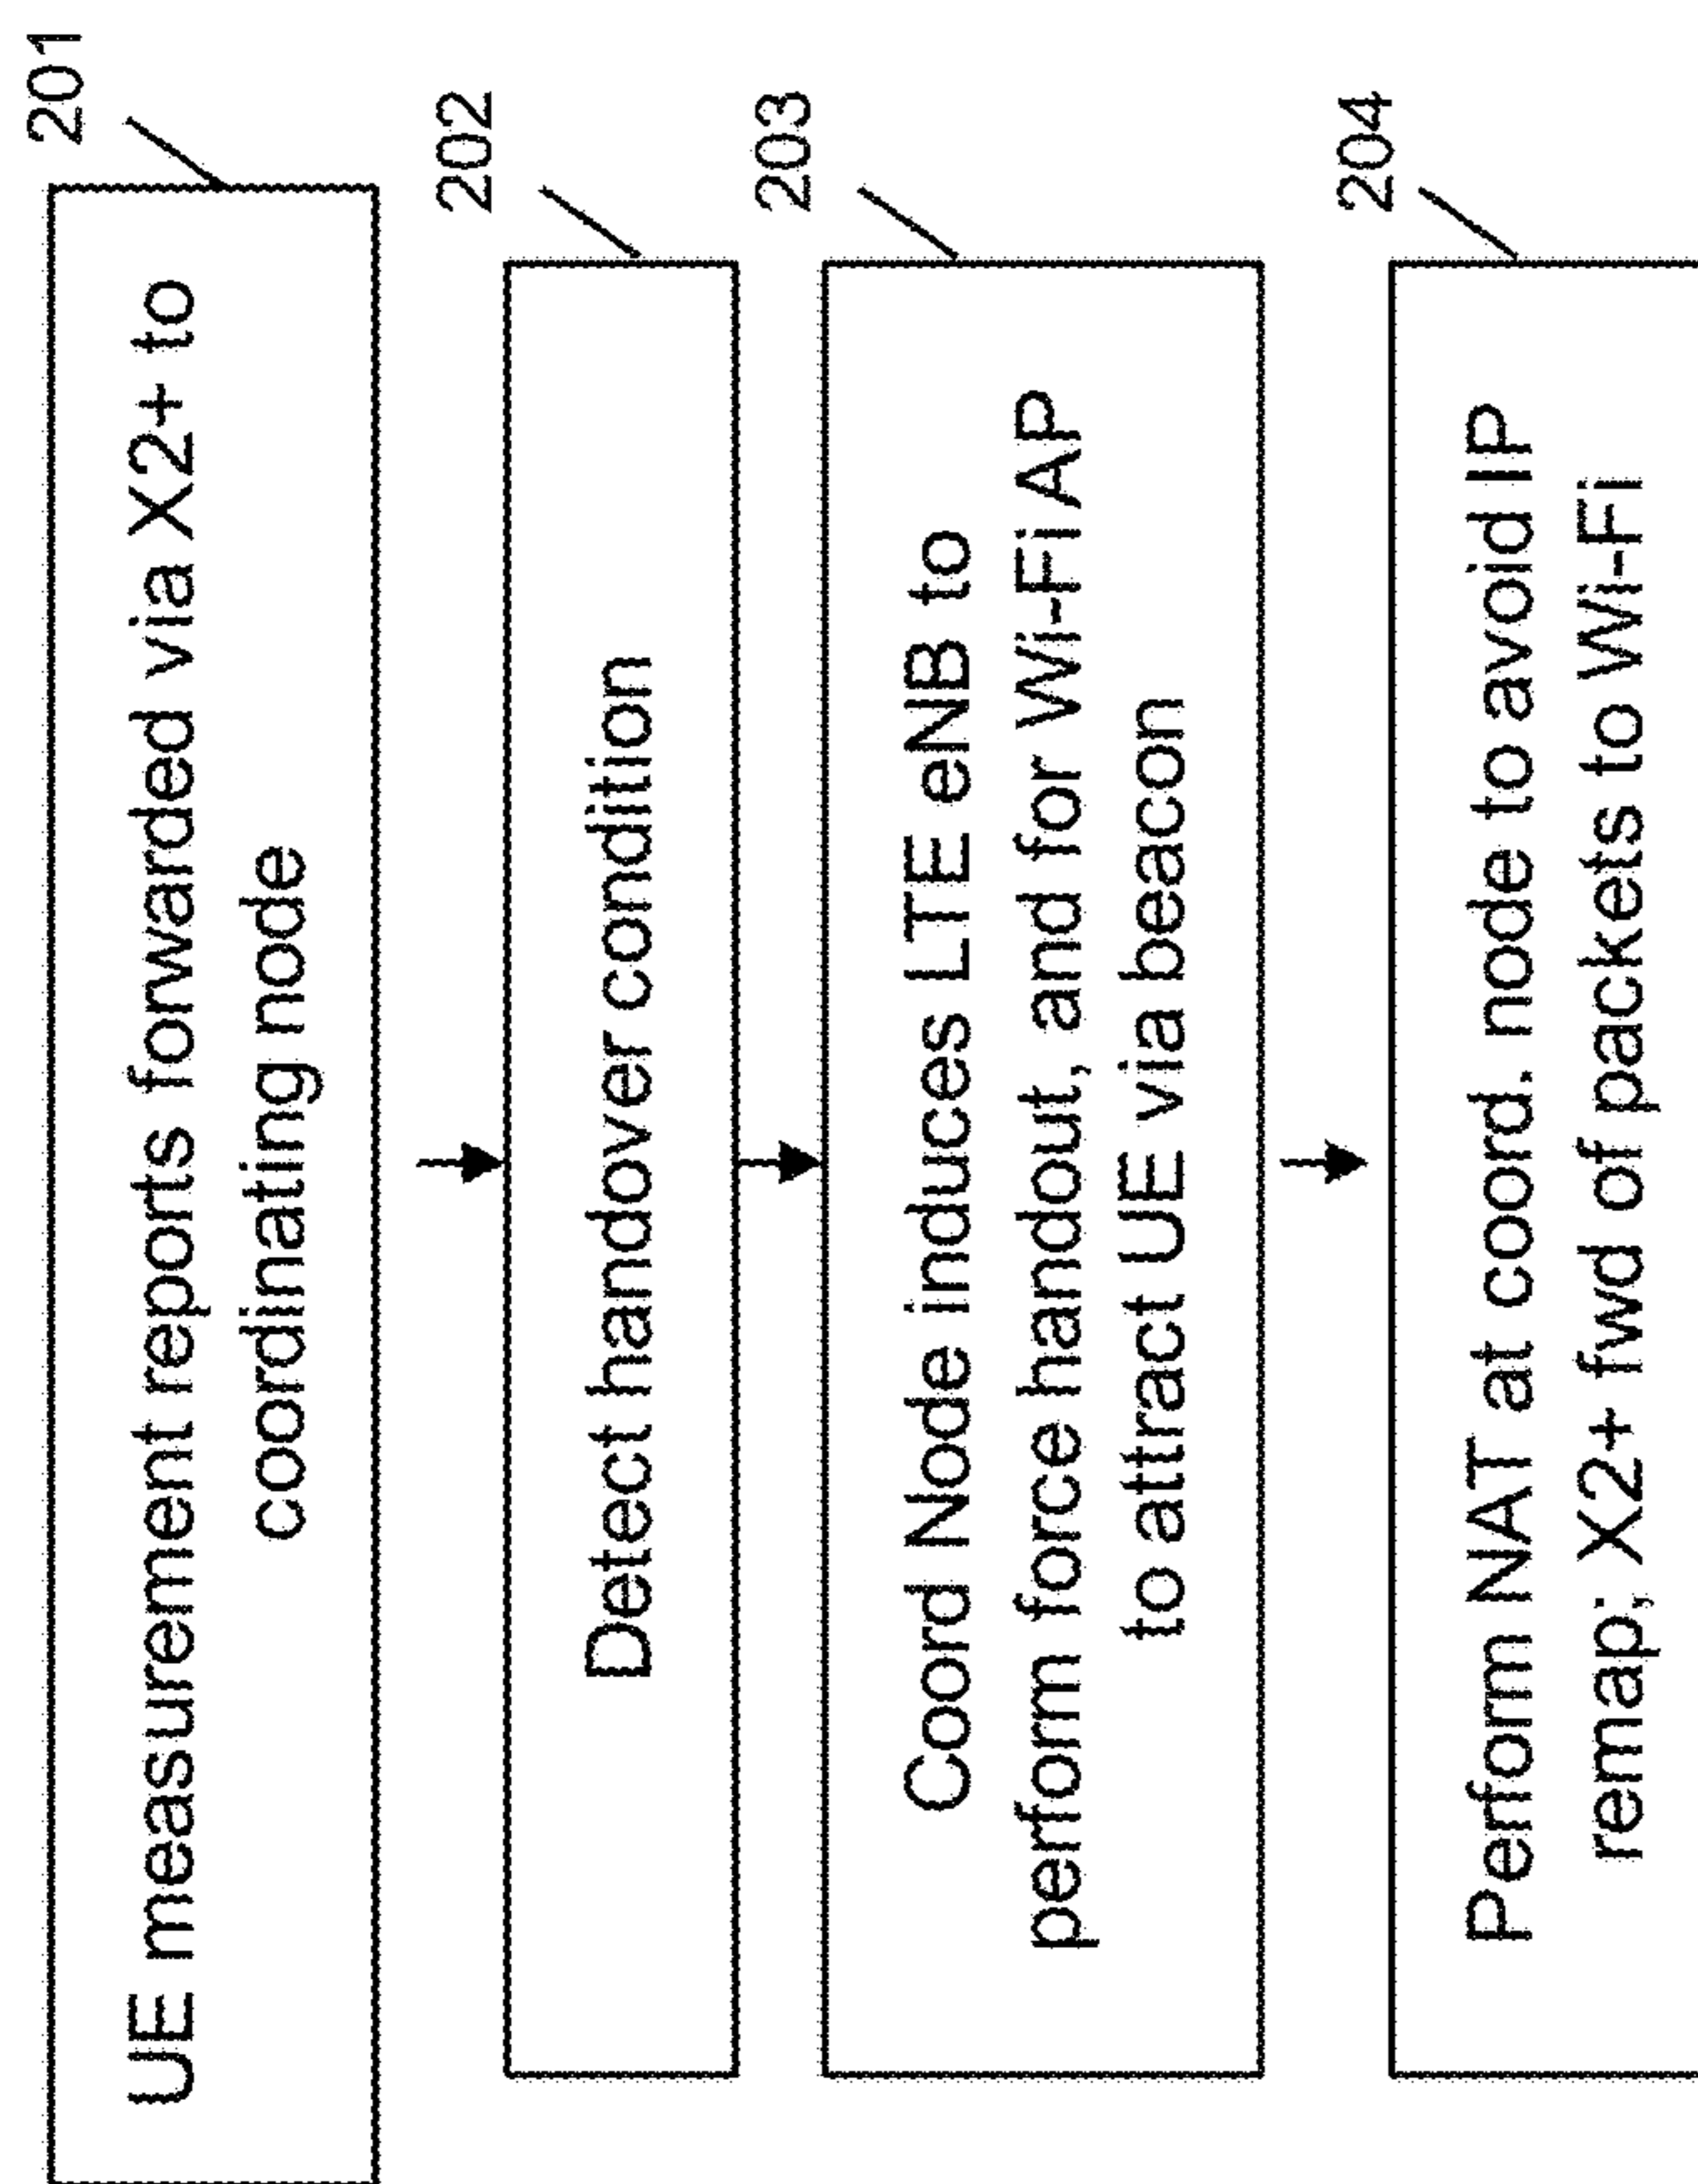 201
UE measurement reports forwarded via X2+ to
coordinating node
202
Detect handover condition
203
Coord Node induces LTE eNB to
perform force handout, and for Wi-Fi AP
to attract UE via beacon
204
Perform NAT at coord. node to avoid IP
remap; X2+ fwd of packets to Wi-Fi